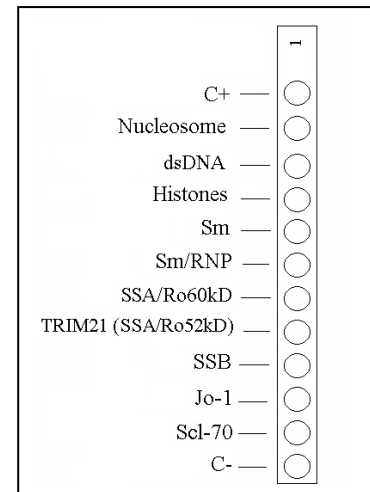 1
C+
Nucleosome
dsDNA
Histones
Sm
Sm/RNP
SSA/Ro60kD
TRIM21 (SSA/Ro52kD)
SSB
Jo-1
Scl-70
C-